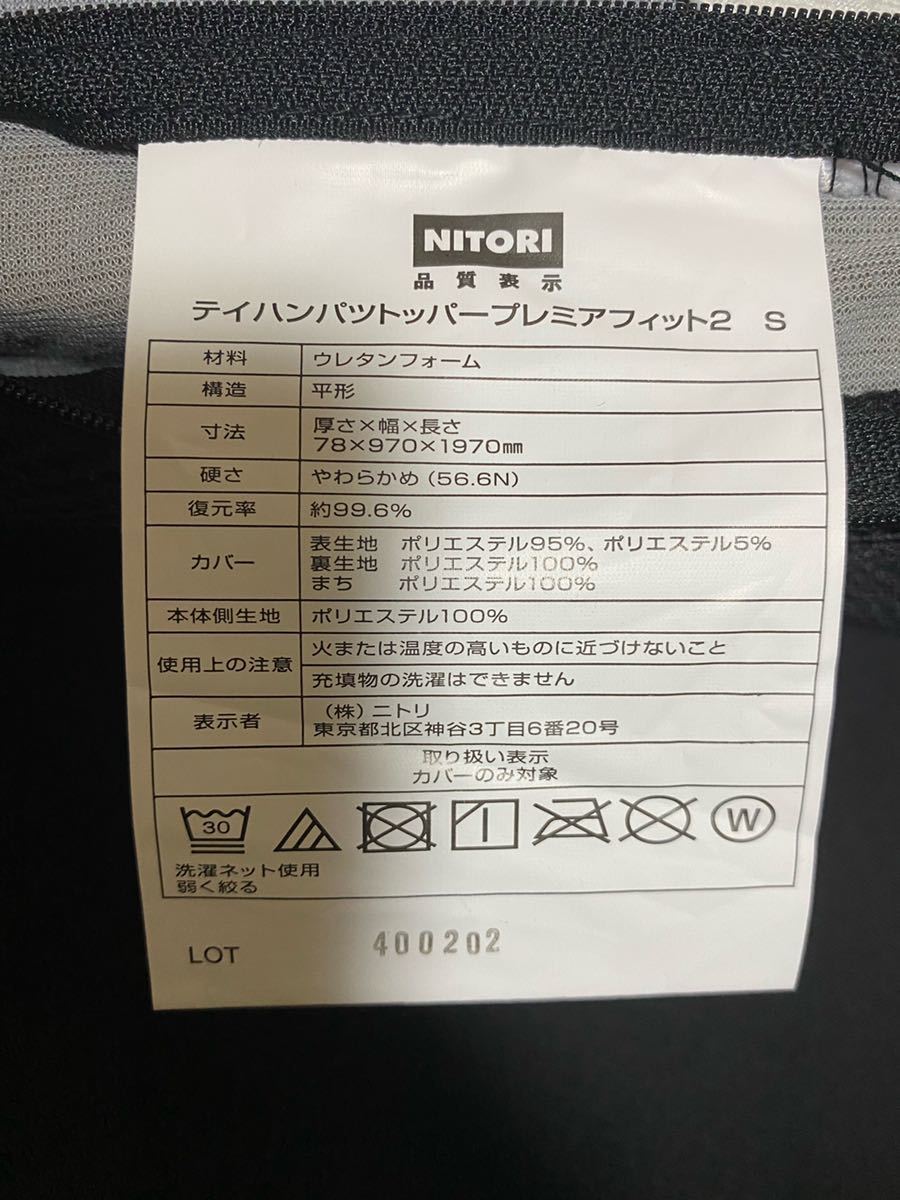 NITORI
品質表示
テイハンパツトッパープレミアフィット2 S
材料 ウレタンフォーム
構造 平形
寸法 厚さ×幅×長さ
78×970×1970㎜
硬さ やわらかめ(56.6N)
復元率 約99.6%
カバー 表生地 ポリエステル95%、ポリエステル5%
裏生地 ポリエステル100%
まち ポリエステル100%
本体側生地 ポリエステル100%
使用上の注意 火または温度の高いものに近づけないこと
充填物の洗濯はできません
表示者 (株)ニトリ
東京都北区神谷3丁目6番20号
取り扱い表示
カバーのみ対象
30 W
洗濯ネット使用
弱く絞る
LOT 400202